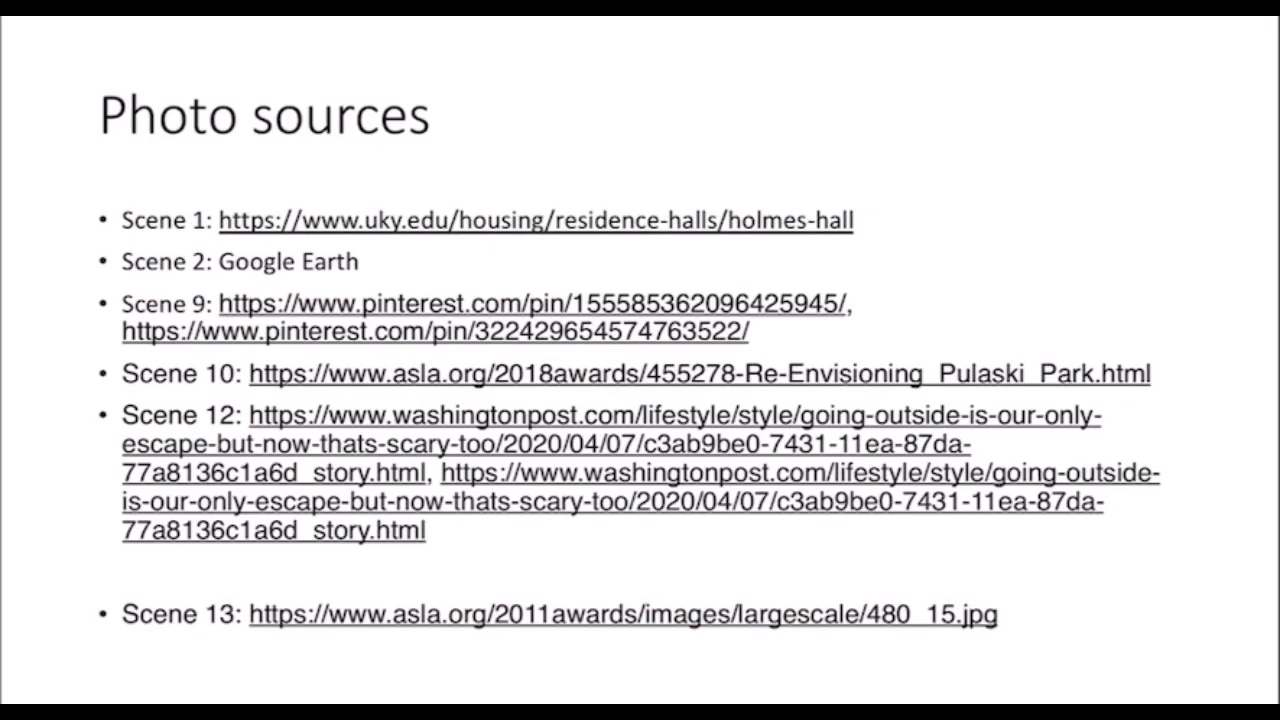 Photo sources
• Scene 1: https://www.uky.edu/housing/residence-halls/holmes-hall
• Scene 2: Google Earth
• Scene 9: https://www.pinterest.com/pin/155585362096425945/,
https://www.pinterest.com/pin/322429654574763522/
• Scene 10: https://www.asla.org/2018awards/455278-Re-Envisioning_Pulaski_Park.html
• Scene 12: https://www.washingtonpost.com/lifestyle/style/going-outside-is-our-only-
escape-but-now-thats-scary-too/2020/04/07/c3ab9be0-7431-11ea-87da-
77a8136c1a6d_story.html, https://www.washingtonpost.com/lifestyle/style/going-outside-
is-our-only-escape-but-now-thats-scary-too/2020/04/07/c3ab9be0-7431-11ea-87da-
77a8136c1a6d_story.html
• Scene 13: https://www.asla.org/2011awards/images/largescale/480_15.jpg